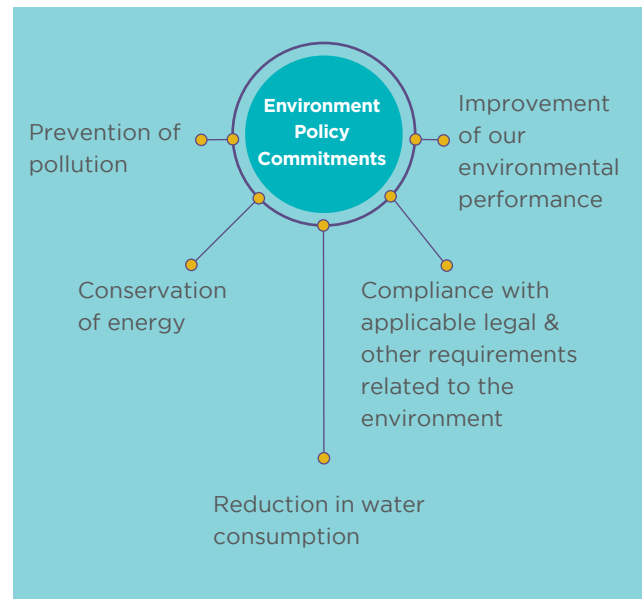 Environment
Policy
Commitments
Prevention of
pollution
Conservation
of energy
Reduction in water
consumption
Compliance with
applicable legal &
other requirements
related to the
environment
Improvement
of our
environmental
performance